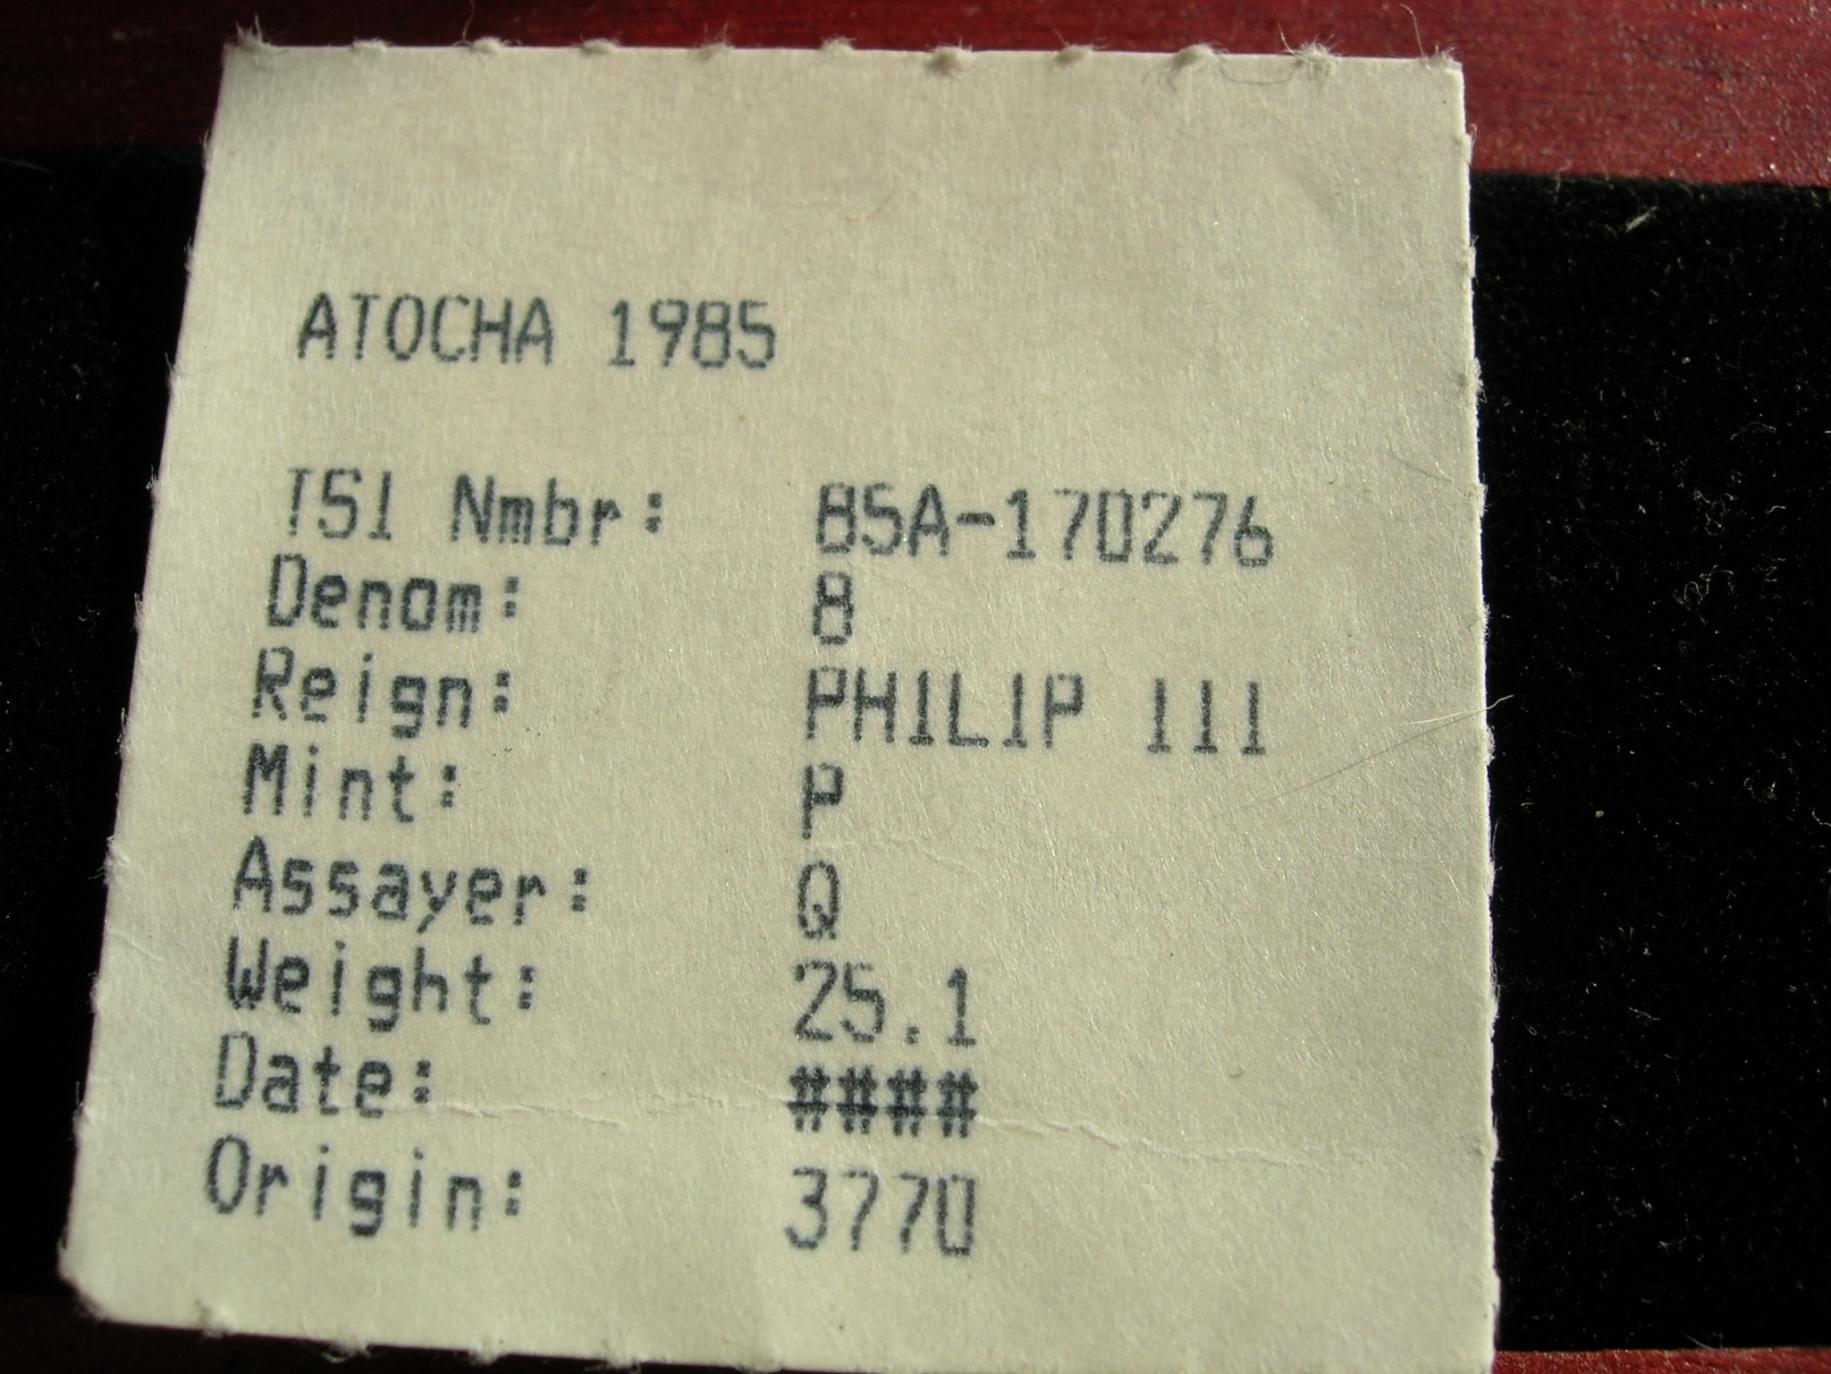 ATOCHA 1985
TSI Nmbr: 85A-170276
Denom: 8
Reign: PHILIP III
Mint: P
Assayer: Q
Weight: 25.1
Date: ####
Origin: 3770